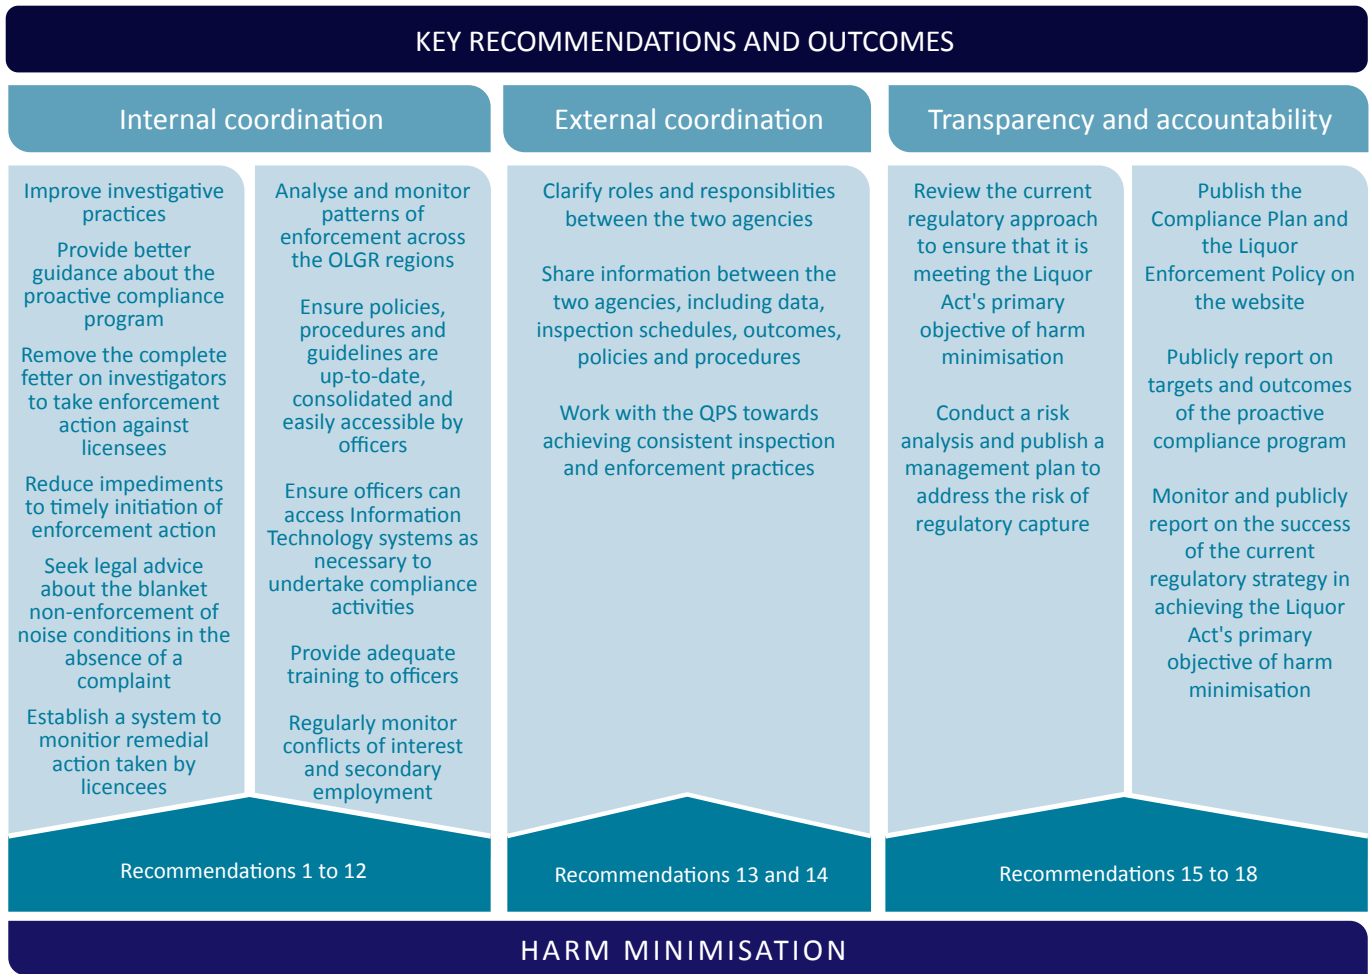 KEY RECOMMENDATIONS AND OUTCOMES
Internal coordination
Improve investigative
practices
Provide better
guidance about the
proactive compliance
program
Remove the complete
fetter on investigators
to take enforcement
action against
licensees
Reduce impediments
to timely initiation of
enforcement action
Seek legal advice
about the blanket
non-enforcement of
noise conditions in the
absence of a
complaint
Establish a system to
monitior remedial
action taken by
licencees
Analyse and monitor
patterns of
enforcement across
the OLGR regions
Ensure policies,
procedures and
guidelines are
up-to-date,
consolidated and
easily accessible by
officers
Ensure officers can
access Information
Technology systems as
necessary to
undertake compliance
activities
Provide adequate
training to officers
Regularly monitor
conflicts of interest
and secondary
employment
Recommendations 1 to 12
External coordination
Clarify roles and responsiblities
between the two agencies
Share information between the
two agencies, including data,
inspection schedules, outcomes,
policies and procedures
Work with the QPS towards
achieving consistent inspection
and enforcement practices
Recommendations 13 and 14
Transparency and accountability
Review the current
regulatory approach
to ensure that it is
meeting the Liquor
Act's primary
objective of harm
minimisation
Conduct a risk
analysis and publish a
management plan to
address the risk of
regulatory capture
Publish the
Compliance Plan and
the Liquor
Enforcement Policy on
the website
Publicly report on
targets and outcomes
of the proactive
compliance program
Monitor and publicly
report on the success
of the current
regulatory strategy in
achieving the Liquor
Act's primary
objective of harm
minimisation
Recommendations 15 to 18
HARM MINIMISATION